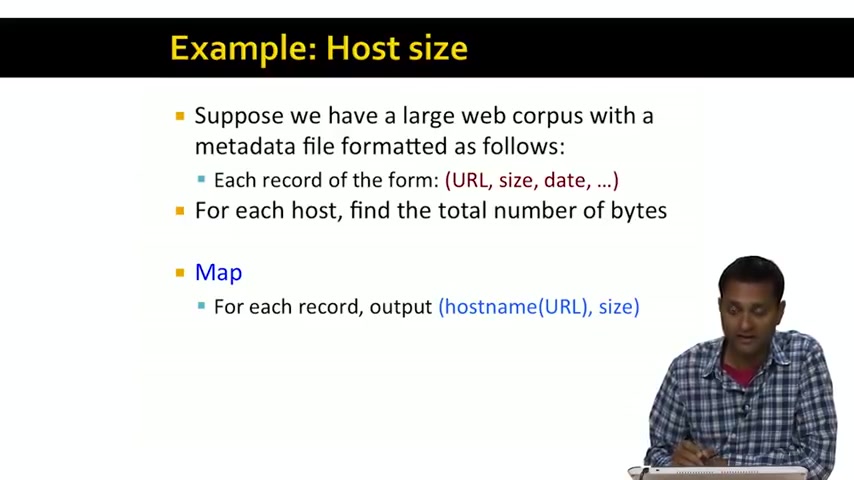 Example: Host size
Suppose we have a large web corpus with a
metadata file formatted as follows:
Each record of the form: (URL, size, date, …)
For each host, find the total number of bytes
Map
For each record, output (hostname(URL), size)